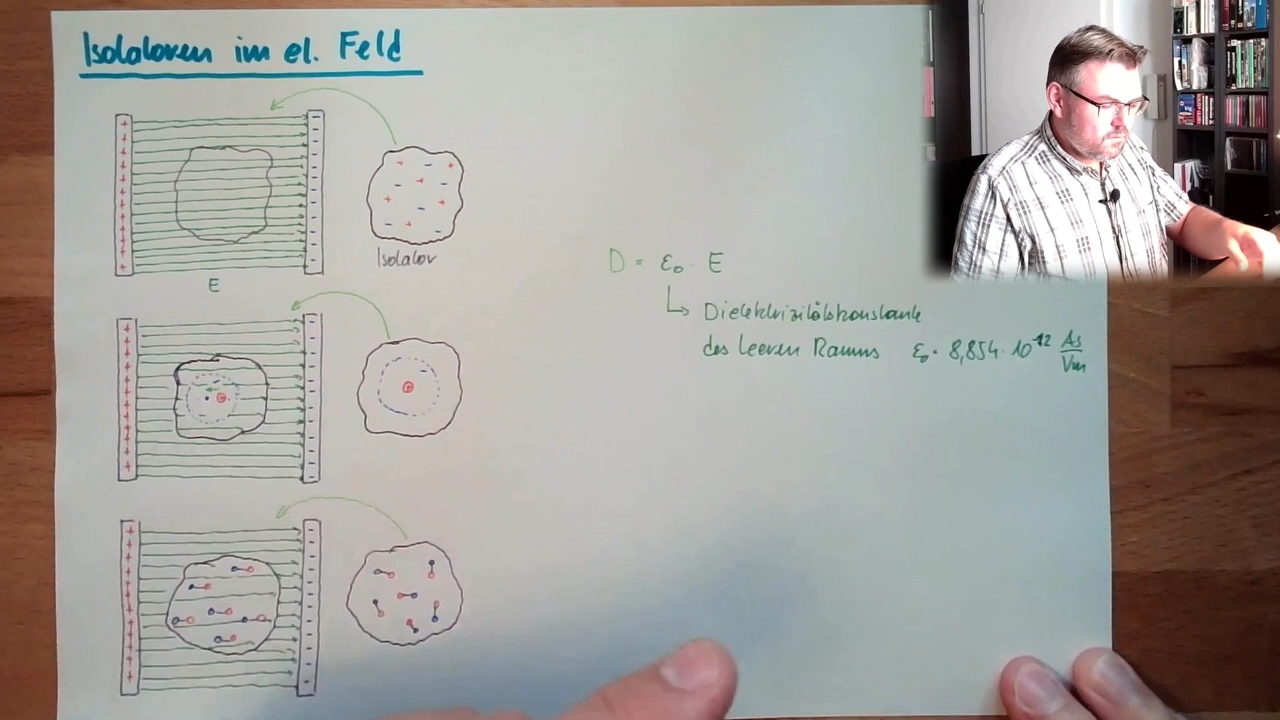 Isolatoren im el. Feld
Isolator
E
D = ε₀ · E
Dielektrizitätskonstante
des leeren Raums ε₀ = 8,854 · 10⁻¹² As/Vm